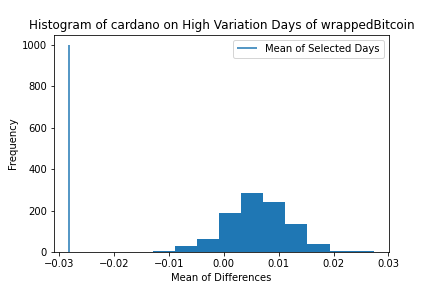 Histogram of cardano on High Variation Days of wrappedBitcoin
1000
Mean of Selected Days
800
600
Frequency
400
200
0
−0.03 −0.02 −0.01 0.00 0.01 0.02 0.03
Mean of Differences